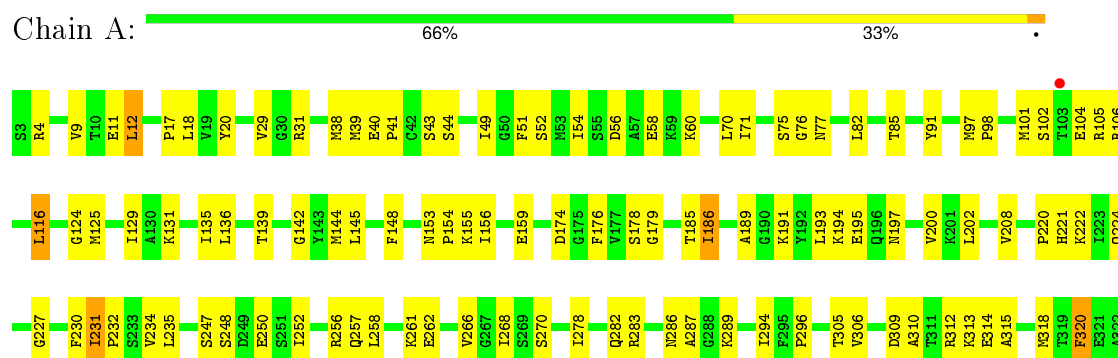 Chain A:
66% 33% •
S3 R4 V9 T10 E11 I12 P17 L18 V19 Y20 V29 G30 R31 M38 M39 E40 P41 C42 S43 S44 I49 G50 F51 S52 M53 I54 S55 D56 A57 E58 K59 K60 L70 I71 S75 G76 N77 L82 T85 Y91 M97 P98 M101 S102 T103 E104 R105 R106
L116 G124 M125 I129 A130 K131 I135 L136 T139 G142 Y143 M144 L145 F148 N153 P154 K155 I156 E159 D174 G175 F176 V177 S178 G179 T185 I186 A189 G190 K191 Y192 L193 K194 E195 Q196 N197 V200 K201 L202 V208 P220 H221 K222 I223
G227 F230 I231 P232 S233 V234 L235 S247 S248 D249 E250 S251 I252 R256 Q257 L258 K261 E262 V266 G267 I268 S269 S270 I278 Q282 R283 N286 A287 G288 K289 I294 F295 P296 T305 V306 D309 A310 T311 R312 K313 E314 A315 M318 T319 F320 E321